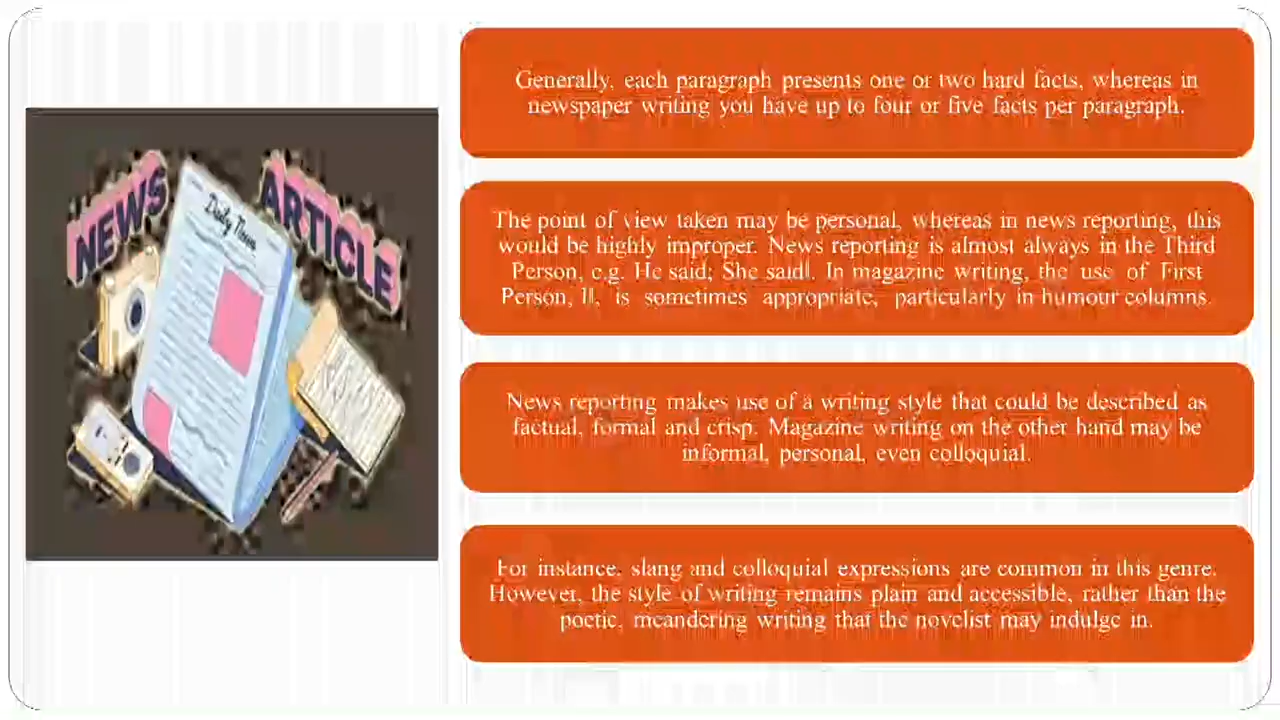 NEWS
ARTICLE
Daily News
Generally, each paragraph presents one or two hard facts, whereas in
newspaper writing you have up to four or five facts per paragraph.
The point of view taken may be personal, whereas in news reporting, this
would be highly improper. News reporting is almost always in the Third
Person, e.g. He said; She said‖. In magazine writing, the use of First
Person, I‖, is sometimes appropriate, particularly in humour columns.
News reporting makes use of a writing style that could be described as
factual, formal and crisp. Magazine writing on the other hand may be
informal, personal, even colloquial.
For instance, slang and colloquial expressions are common in this genre.
However, the style of writing remains plain and accessible, rather than the
poetic, meandering writing that the novelist may indulge in.